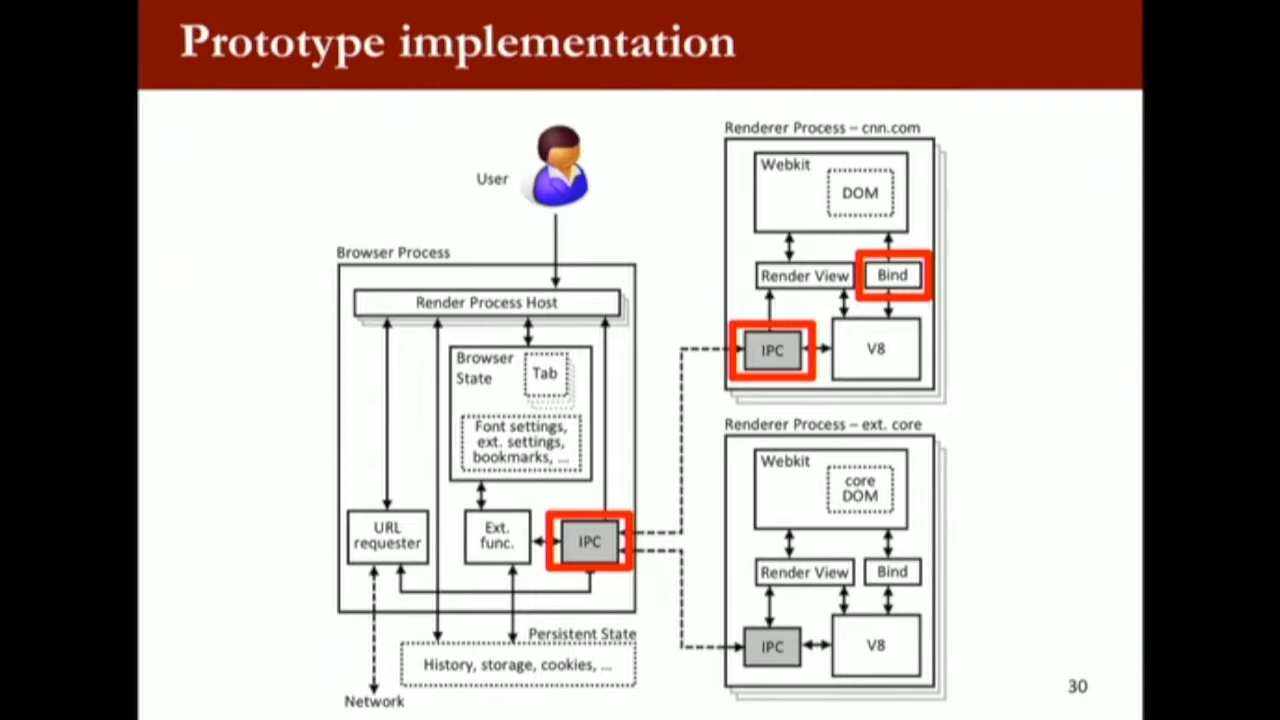 Prototype implementation
User
Browser Process
Render Process Host
Browser
State
Tab
Font settings,
ext. settings,
bookmarks, ...
URL
requester
Ext.
func.
IPC
Persistent State
History, storage, cookies, ...
Network
Renderer Process – cnn.com
Webkit
DOM
Render View
Bind
IPC
V8
Renderer Process – ext. core
Webkit
core
DOM
Render View
Bind
IPC
V8
30